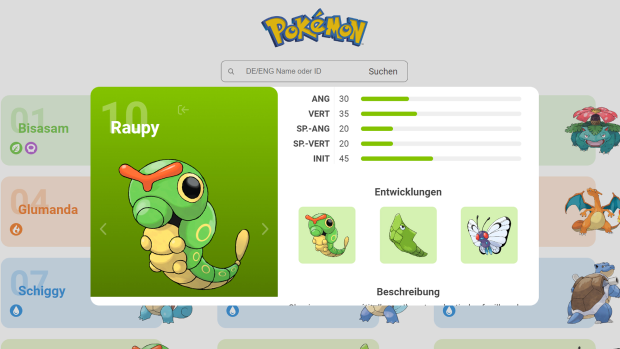 POKéMON
DE/ENG Name oder ID Suchen
01
Bisasam
04
Glumanda
07
Schiggy
10
Raupy
ANG 30
VERT 35
SP.-ANG 20
SP.-VERT 20
INIT 45
Entwicklungen
Beschreibung